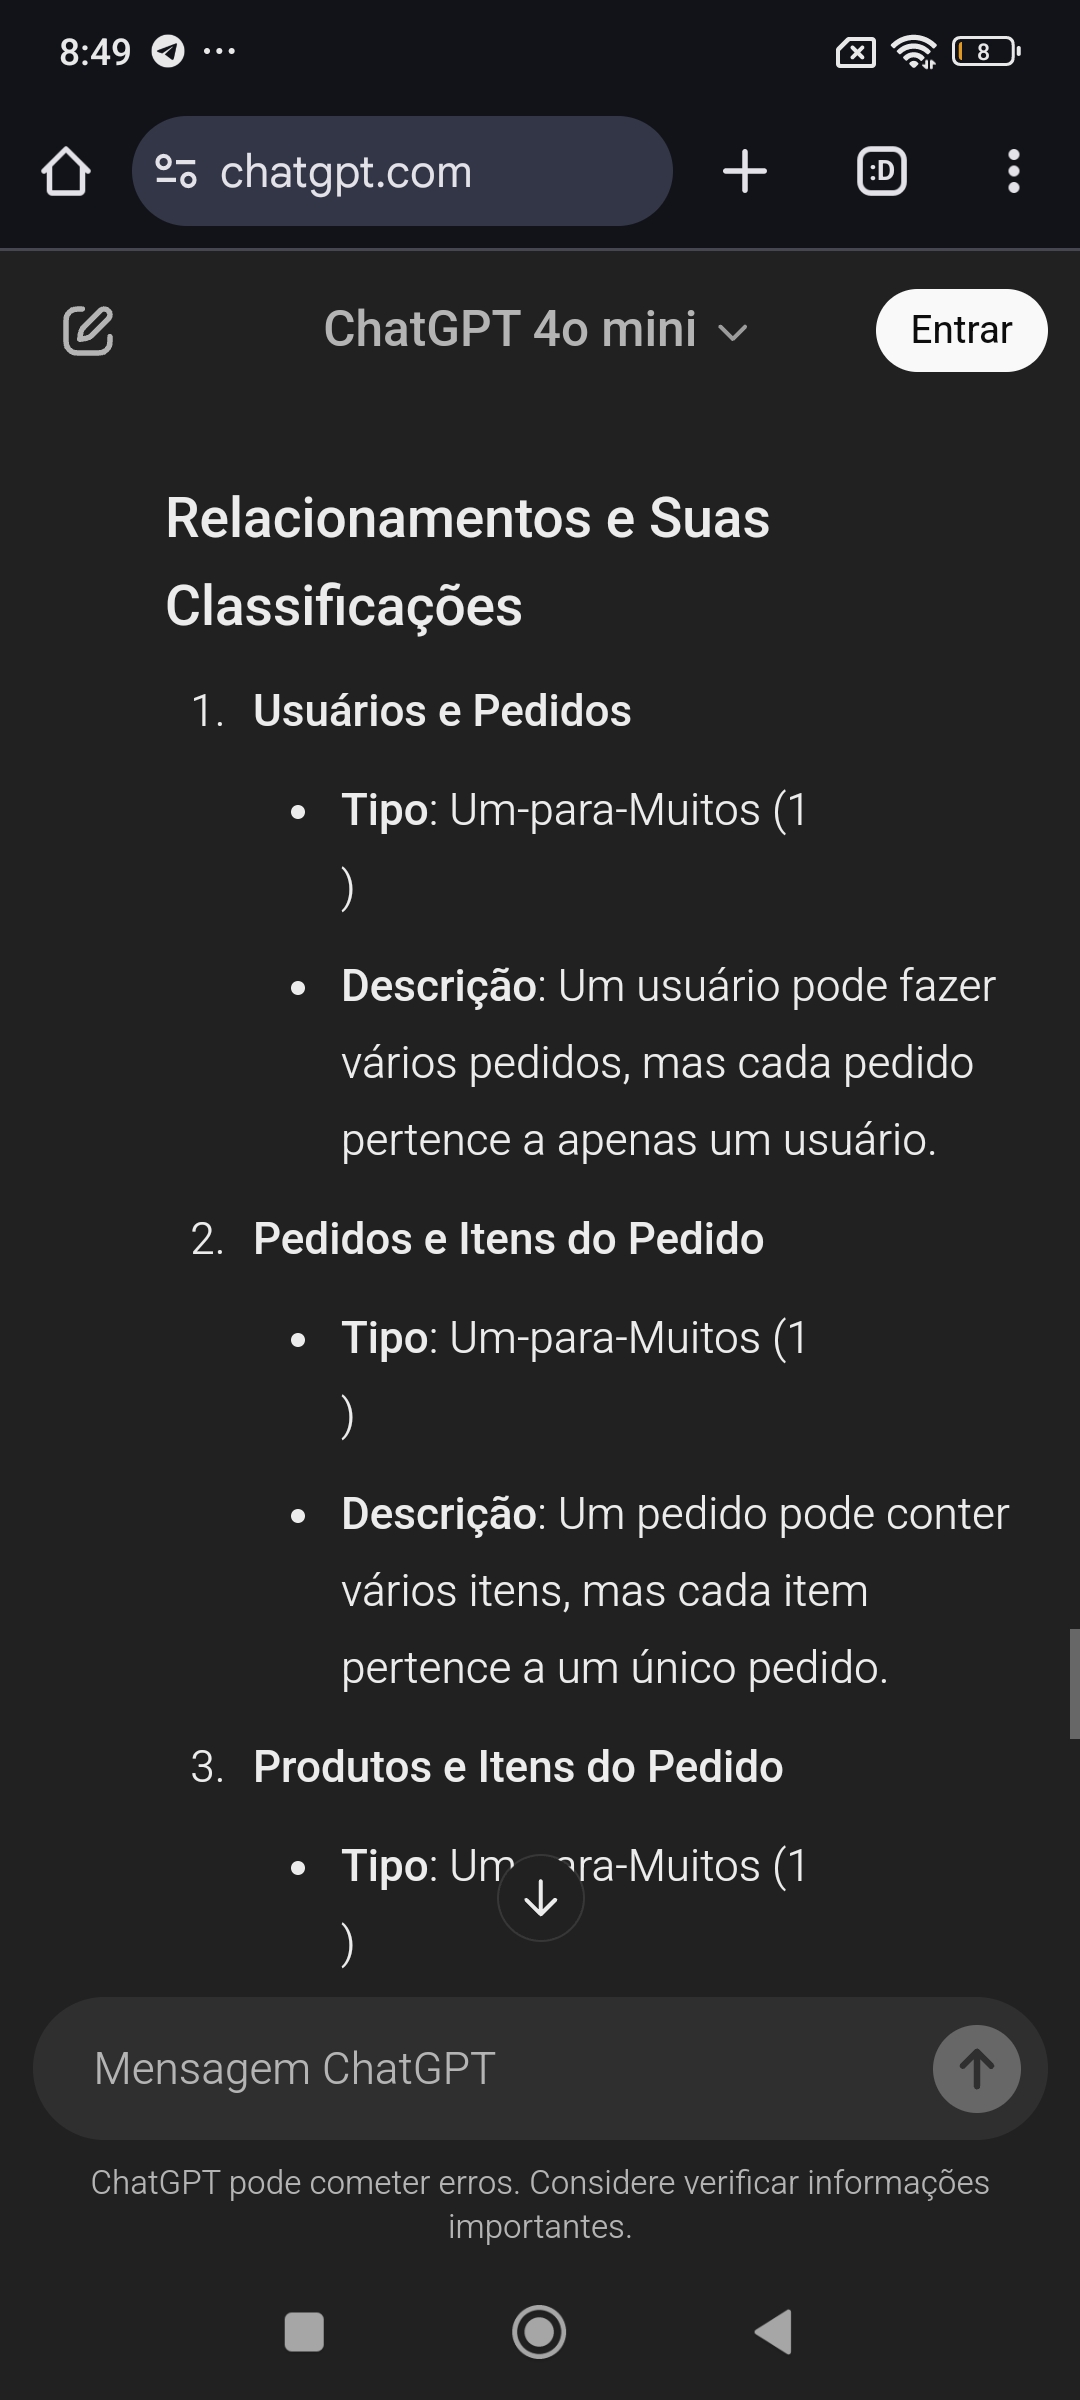 8:49
8
chatgpt.com
:D
ChatGPT 4o mini
Entrar
Relacionamentos e Suas
Classificações
1. Usuários e Pedidos
• Tipo: Um-para-Muitos (1
)
• Descrição: Um usuário pode fazer
vários pedidos, mas cada pedido
pertence a apenas um usuário.
2. Pedidos e Itens do Pedido
• Tipo: Um-para-Muitos (1
)
• Descrição: Um pedido pode conter
vários itens, mas cada item
pertence a um único pedido.
3. Produtos e Itens do Pedido
• Tipo: Um-para-Muitos (1
)
Mensagem ChatGPT
ChatGPT pode cometer erros. Considere verificar informações
importantes.